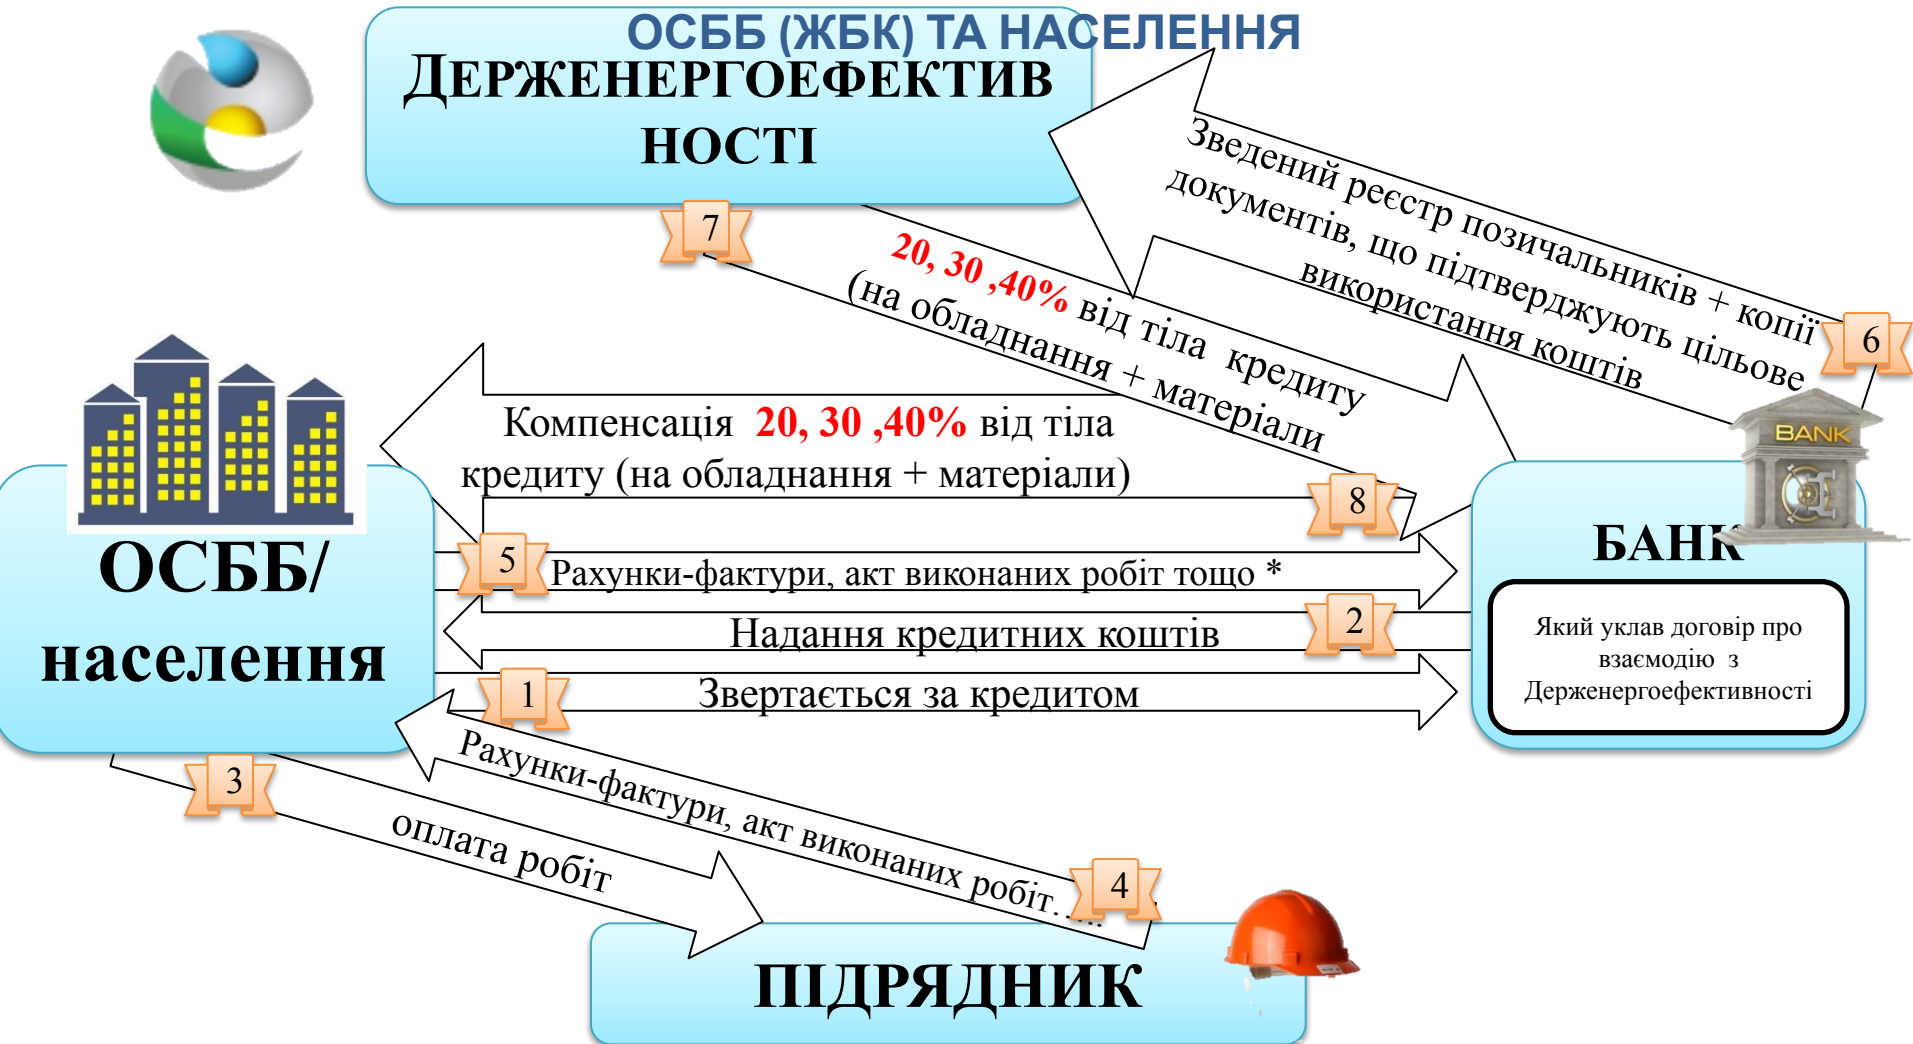 ОСББ (ЖБК) ТА НАСЕЛЕННЯ
ДЕРЖЕНЕРГОЕФЕКТИВ
НОСТІ
Зведений реєстр позичальників + копії
документів, що підтверджують цільове
використання коштів
6
7
20, 30 ,40% від тіла кредиту
(на обладнання + матеріали
Компенсація 20, 30 ,40% від тіла
кредиту (на обладнання + матеріали)
8
BANK
5
Рахунки-фактури, акт виконаних робіт тощо *
2
Надання кредитних коштів
1
Звертається за кредитом
ОСББ/
населення
БАНК
Який уклав договір про
взаємодію з
Держенергоефективності
3
оплата робіт
Рахунки-фактури, акт виконаних робіт…..
4
ПІДРЯДНИК